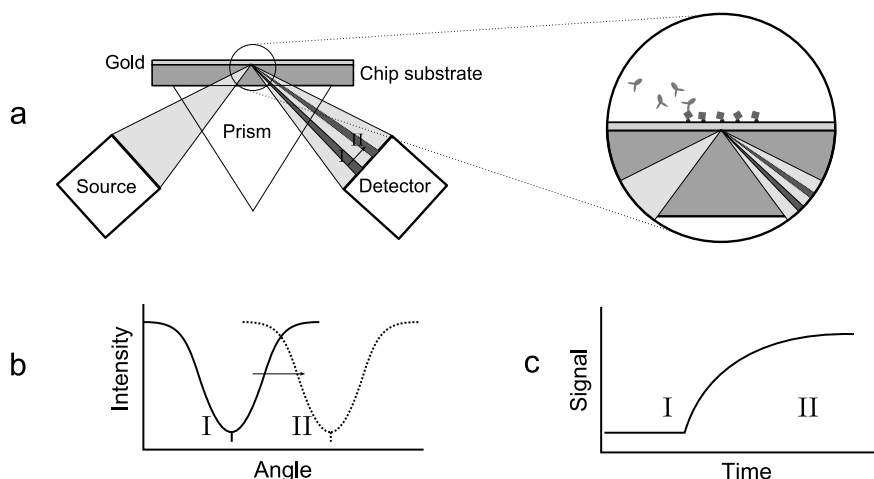 a
Gold
Chip substrate
Prism
I
II
Source
Detector
b
Intensity
I
II
Angle
c
Signal
I
II
Time